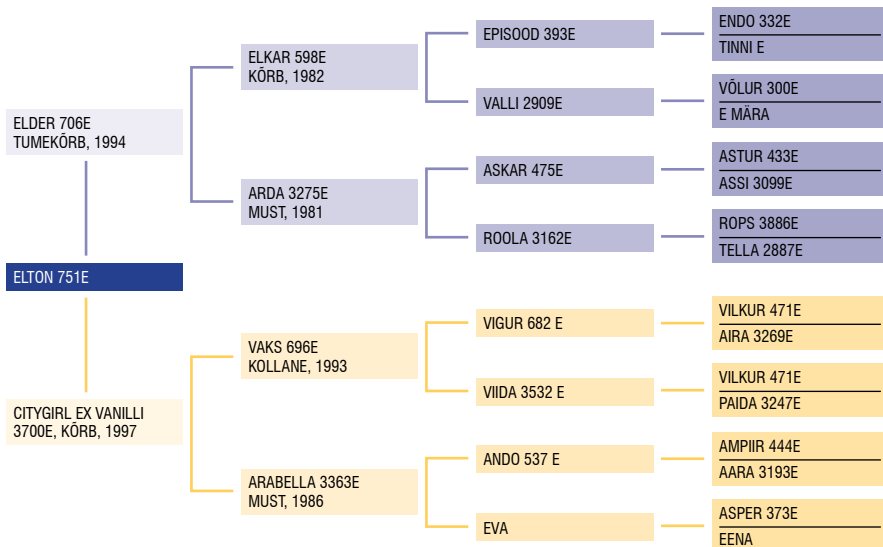 ELDER 706E
TUMEKÕRB, 1994
ELTON 751E
CITYGIRL EX VANILLI
3700E, KÕRB, 1997
ELKAR 598E
KÕRB, 1982
ARDA 3275E
MUST, 1981
VAKS 696E
KOLLANE, 1993
ARABELLA 3363E
MUST, 1986
EPISOOD 393E
VALLI 2909E
ASKAR 475E
ROOLA 3162E
VIGUR 682 E
VIIDA 3532 E
ANDO 537 E
EVA
ENDO 332E
TINNI E
VÕLUR 300E
E MÄRA
ASTUR 433E
ASSI 3099E
ROPS 3886E
TELLA 2887E
VILKUR 471E
AIRA 3269E
VILKUR 471E
PAIDA 3247E
AMPIIR 444E
AARA 3193E
ASPER 373E
EENA